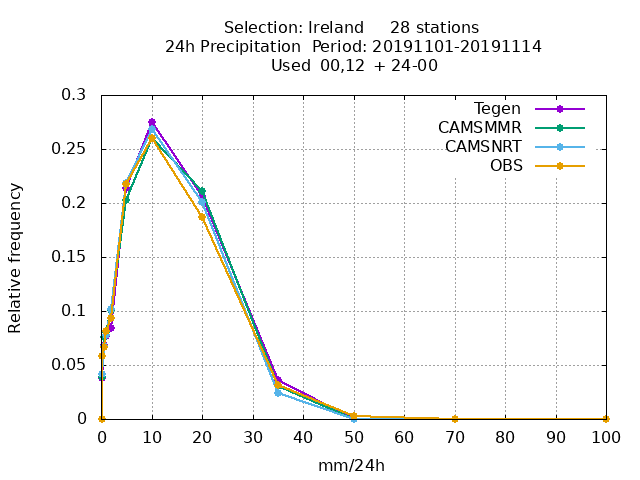 Selection: Ireland 28 stations
24h Precipitation Period: 20191101-20191114
Used 00,12 + 24-00
0.3
0.25
0.2
0.15
0.1
0.05
0
Relative frequency
Tegen
CAMSMMR
CAMSNRT
OBS
0 10 20 30 40 50 60 70 80 90 100
mm/24h